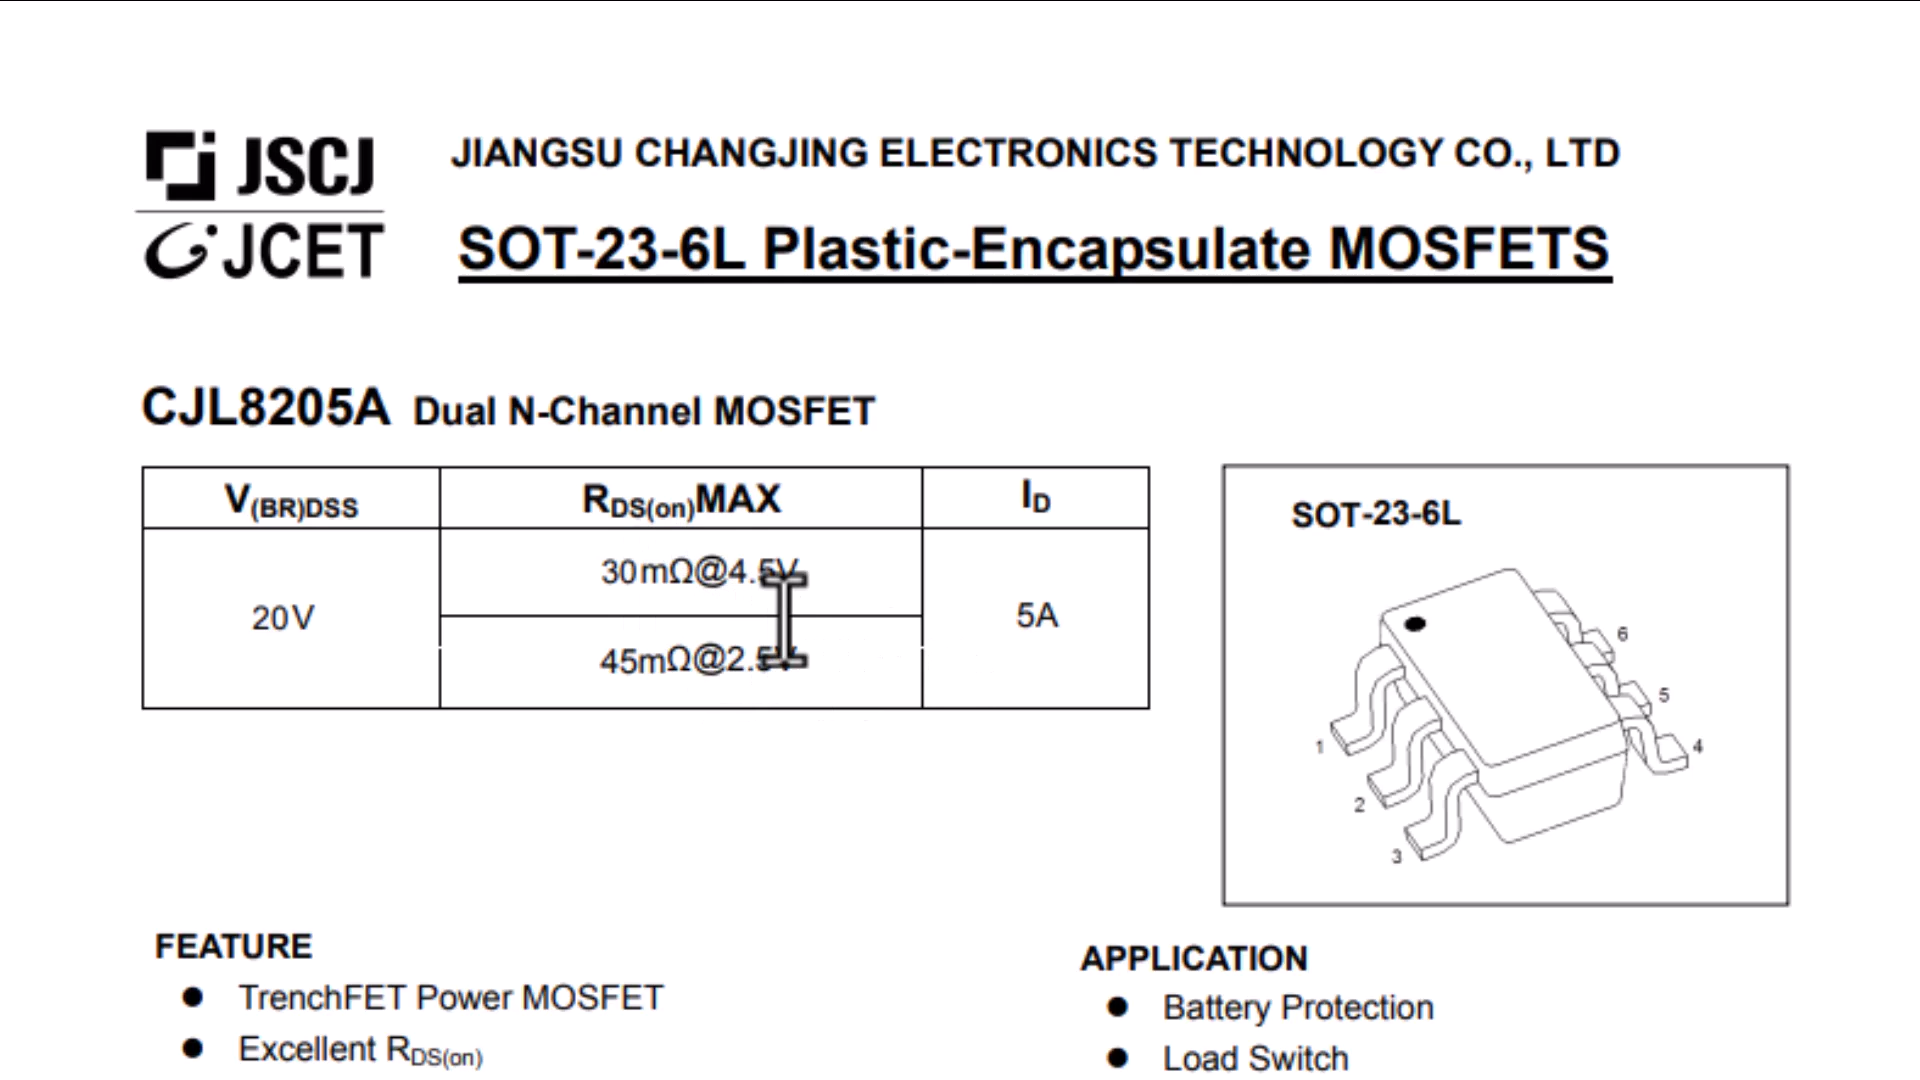 JSCJ
JCET
JIANGSU CHANGJING ELECTRONICS TECHNOLOGY CO., LTD
SOT-23-6L Plastic-Encapsulate MOSFETS
CJL8205A Dual N-Channel MOSFET
V(BR)DSS RDS(on)MAX ID
20V 30mΩ@4.5V 5A
45mΩ@2.5V
SOT-23-6L
6
5
4
1
2
3
FEATURE
● TrenchFET Power MOSFET
● Excellent RDS(on)
APPLICATION
● Battery Protection
● Load Switch